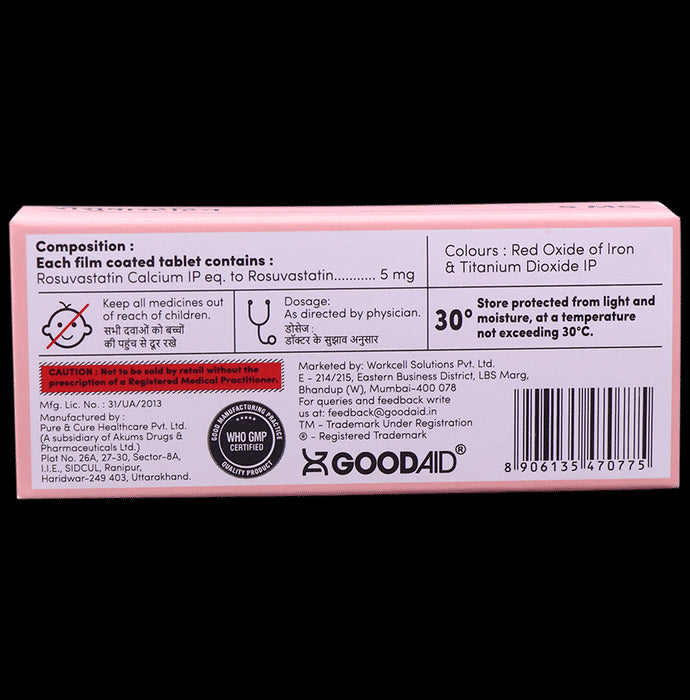 5 MG
Composition :
Each film coated tablet contains :
Rosuvastatin Calcium IP eq. to Rosuvastatin........... 5 mg
Colours : Red Oxide of Iron
& Titanium Dioxide IP
Keep all medicines out
of reach of children.
सभी दवाओं को बच्चों
की पहुंच से दूर रखे
Dosage:
As directed by physician.
डोसेज :
डॉक्टर के सुझाव अनुसार
30°
Store protected from light and
moisture, at a temperature
not exceeding 30°C.
CAUTION : Not to be sold by retail without the
prescription of a Registered Medical Practitioner.
Mfg. Lic. No. : 31/UA/2013
Manufactured by :
Pure & Cure Healthcare Pvt. Ltd.
(A subsidiary of Akums Drugs &
Pharmaceuticals Ltd.)
Plot No. 26A, 27-30, Sector-8A,
I.I.E., SIDCUL, Ranipur,
Haridwar-249 403, Uttarakhand.
GOOD MANUFACTURING PRACTICE
WHO GMP
CERTIFIED
QUALITY PRODUCT
Marketed by: Workcell Solutions Pvt. Ltd.
E - 214/215, Eastern Business District, LBS Marg,
Bhandup (W), Mumbai-400 078
For queries and feedback write
us at: feedback@goodaid.in
TM - Trademark Under Registration
® - Registered Trademark
GOODAID®
8 906135 470775